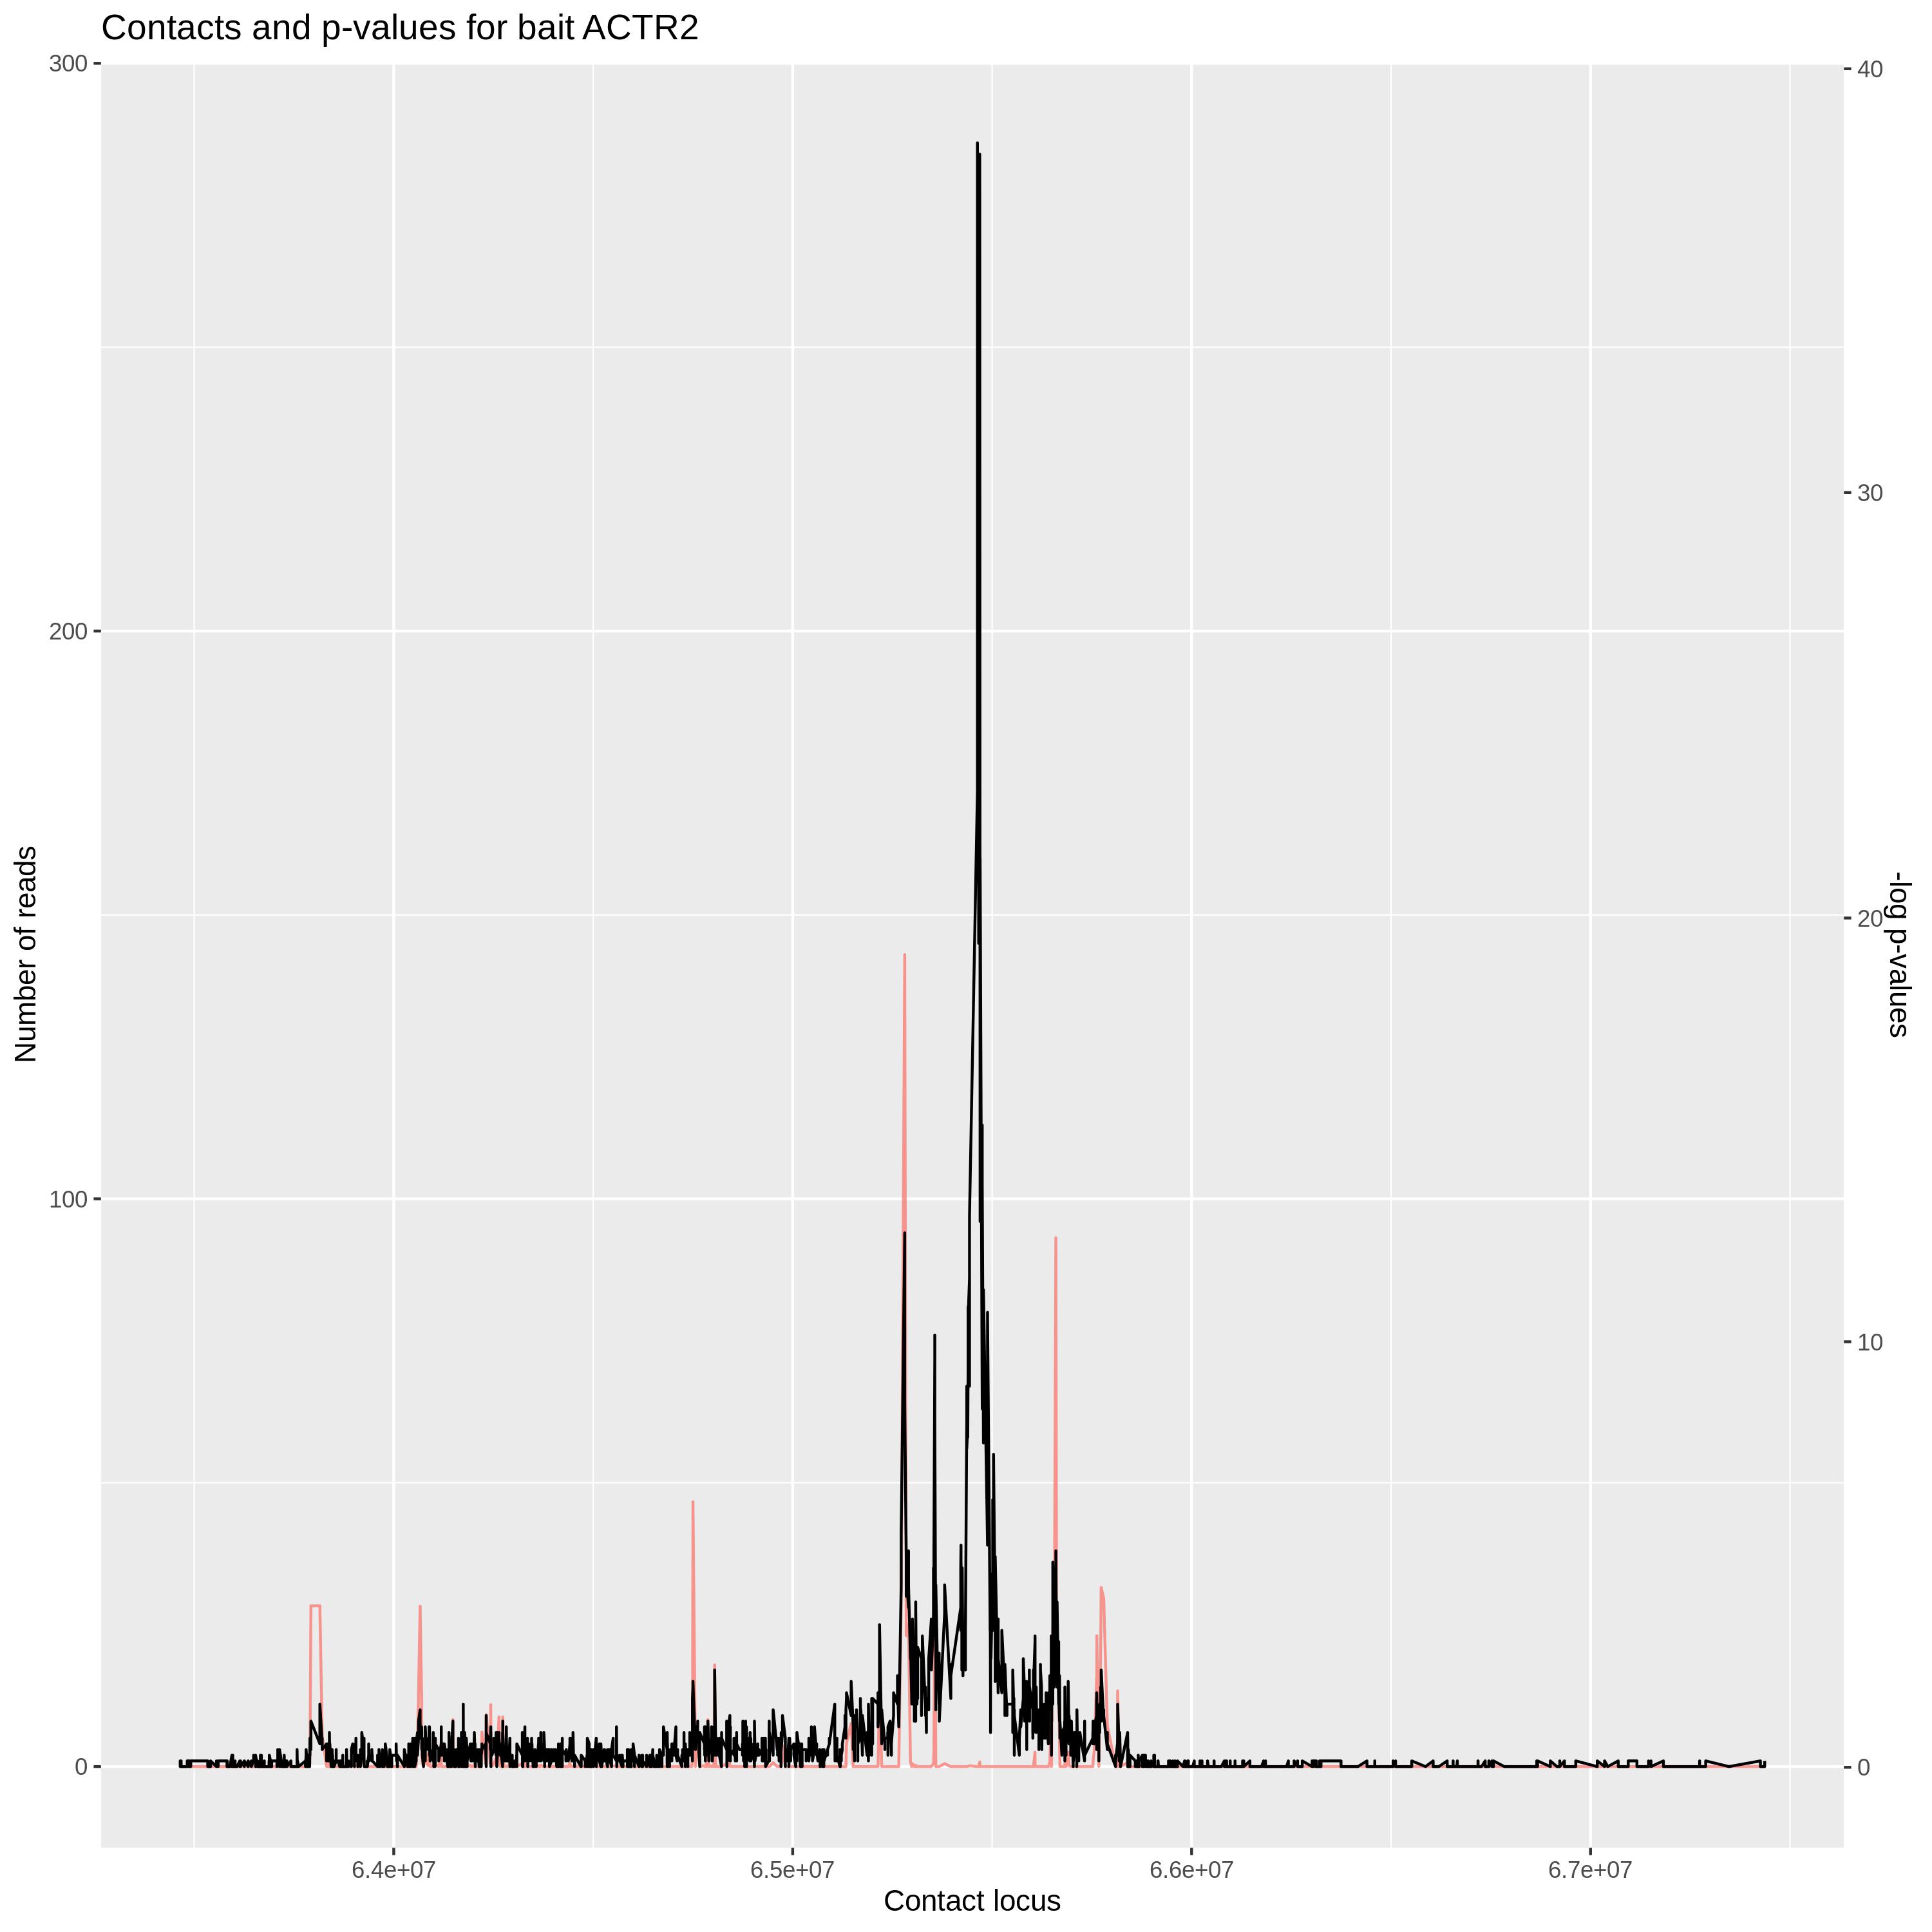 Contacts and p-values for bait ACTR2
300
200
100
0
Number of reads
40
30
20
10
0
-log p-values
6.4e+07
6.5e+07
6.6e+07
6.7e+07
Contact locus